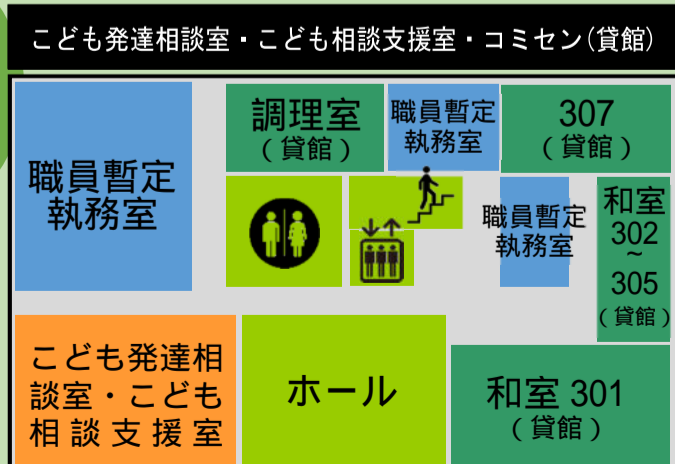 こども発達相談室・こども相談支援室・コミセン(貸館)
職員暫定
執務室
調理室
(貸館)
職員暫定
執務室
307
(貸館)
職員暫定
執務室
和室
302
~
305
(貸館)
こども発達相
談室・こども
相談支援室
ホール
和室 301
(貸館)